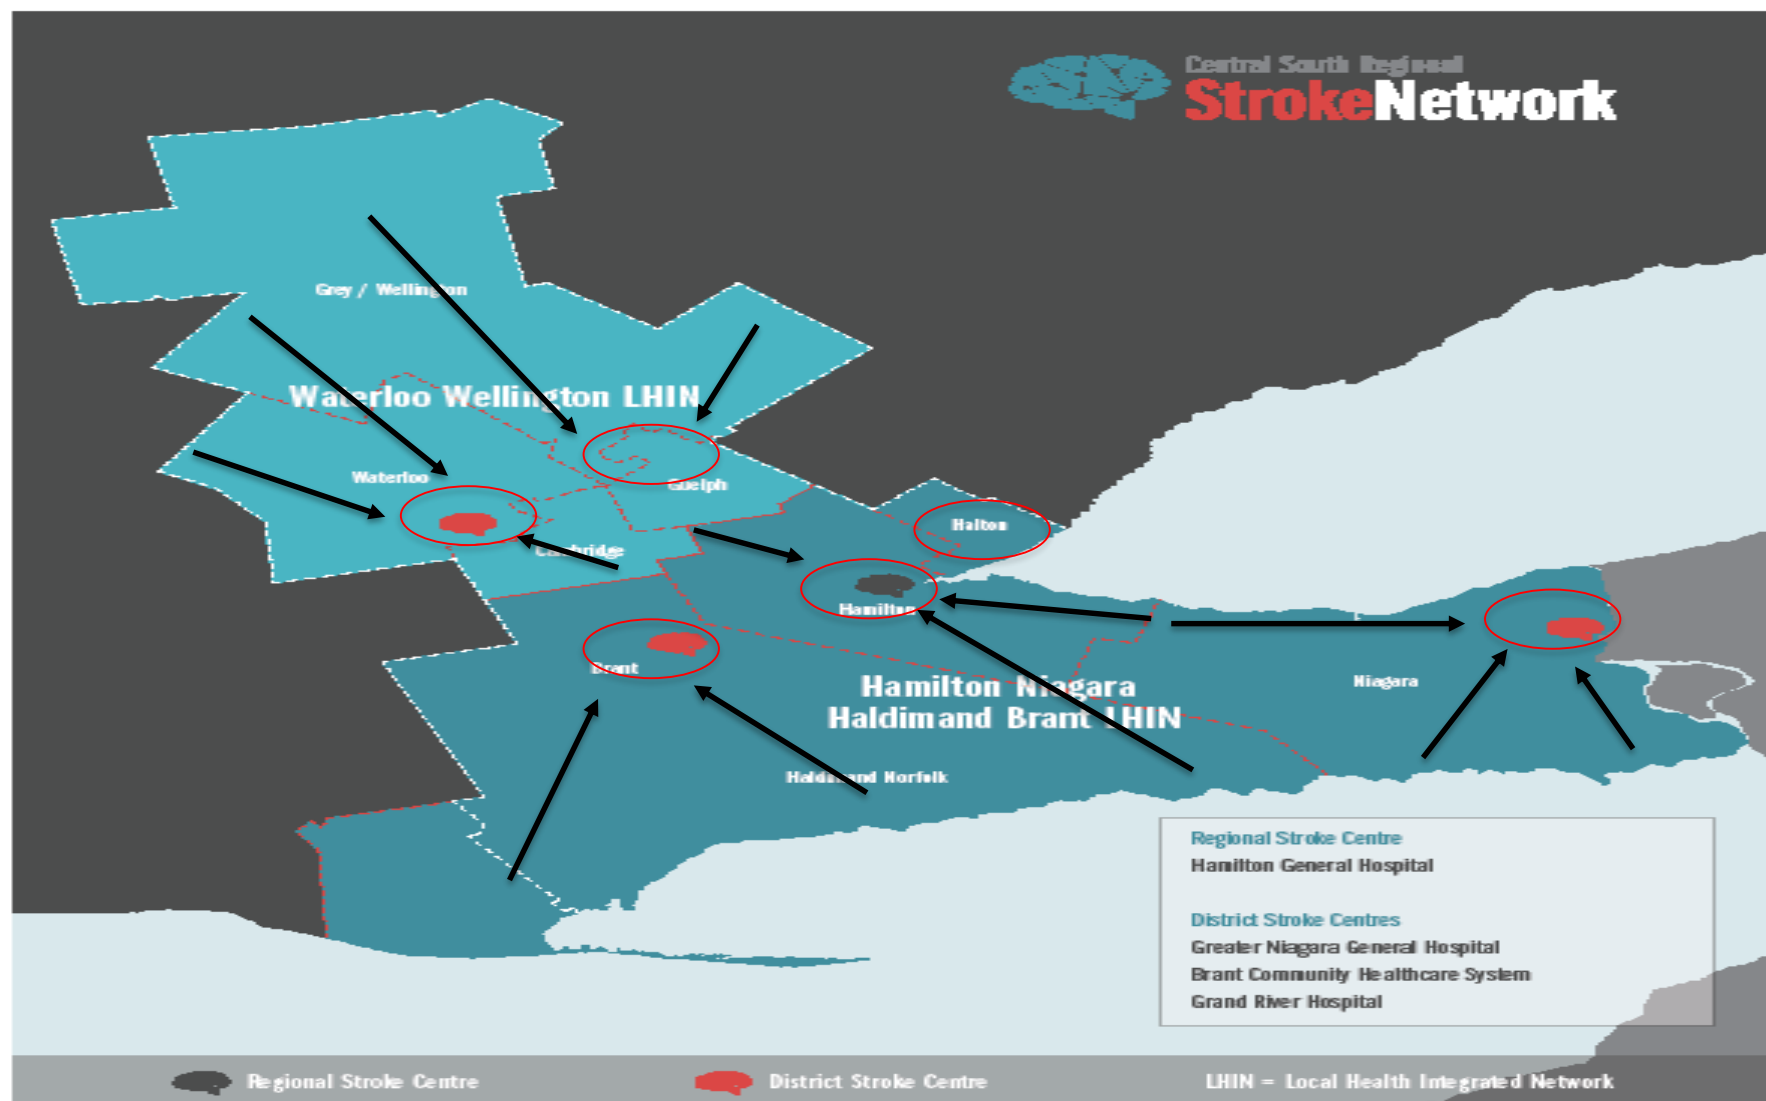 Central South Regional
StrokeNetwork
Grey / Wellington
Waterloo Wellington LHIN
Waterloo
Guelph
Cambridge
Halton
Hamilton
Brant
Hamilton Niagara
Haldimand Brant LHIN
Niagara
Haldimand Norfolk
Regional Stroke Centre
Hamilton General Hospital
District Stroke Centres
Greater Niagara General Hospital
Brant Community Healthcare System
Grand River Hospital
Regional Stroke Centre
District Stroke Centre
LHIN = Local Health Integrated Network